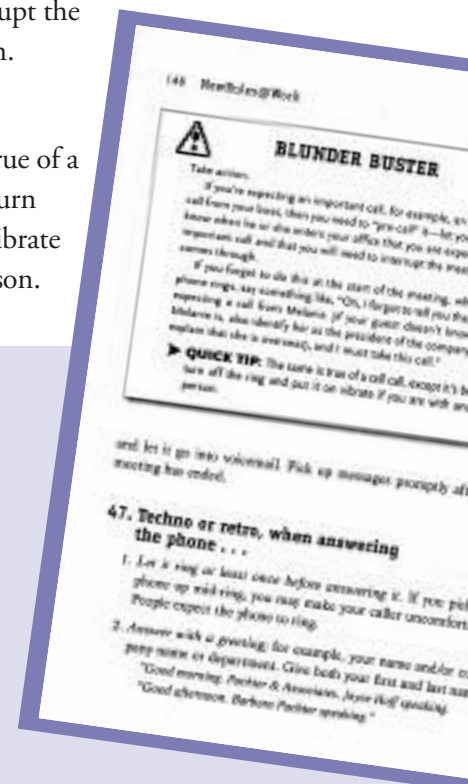 upt the
n.
rue of a
urn
ibrate
son.
148 NewRules@Work
BLUNDER BUSTER
Take action.
If you're expecting an important call, for example, an
call from your boss, then you need to "pre-call" it—let you
know when he or she enters your office that you are expe
important call and that you will need to interrupt the mee
comes through.
If you forget to do this at the start of the meeting, wh
phone rings, say something like, "Oh, I forgot to tell you tha
expecting a call from Melanie. (If your guest doesn't know
Melanie is, also identify her as the president of the company
explain that she is overseas), and I must take this call."
QUICK TIP: The same is true of a cell call, except it's be
turn off the ring and put it on vibrate if you are with ano
person.
and let it go into voicemail. Pick up messages promptly aft
meeting has ended.
47. Techno or retro, when answering
the phone . . .
1. Let it ring at least once before answering it. If you pick
phone up mid-ring, you may make your caller uncomfort
People expect the phone to ring.
2. Answer with a greeting; for example, your name and/or co
pany name or department. Give both your first and last nam
"Good morning. Pachter & Associates. Joyce Hoff speaking.
"Good afternoon. Barbara Pachter speaking."